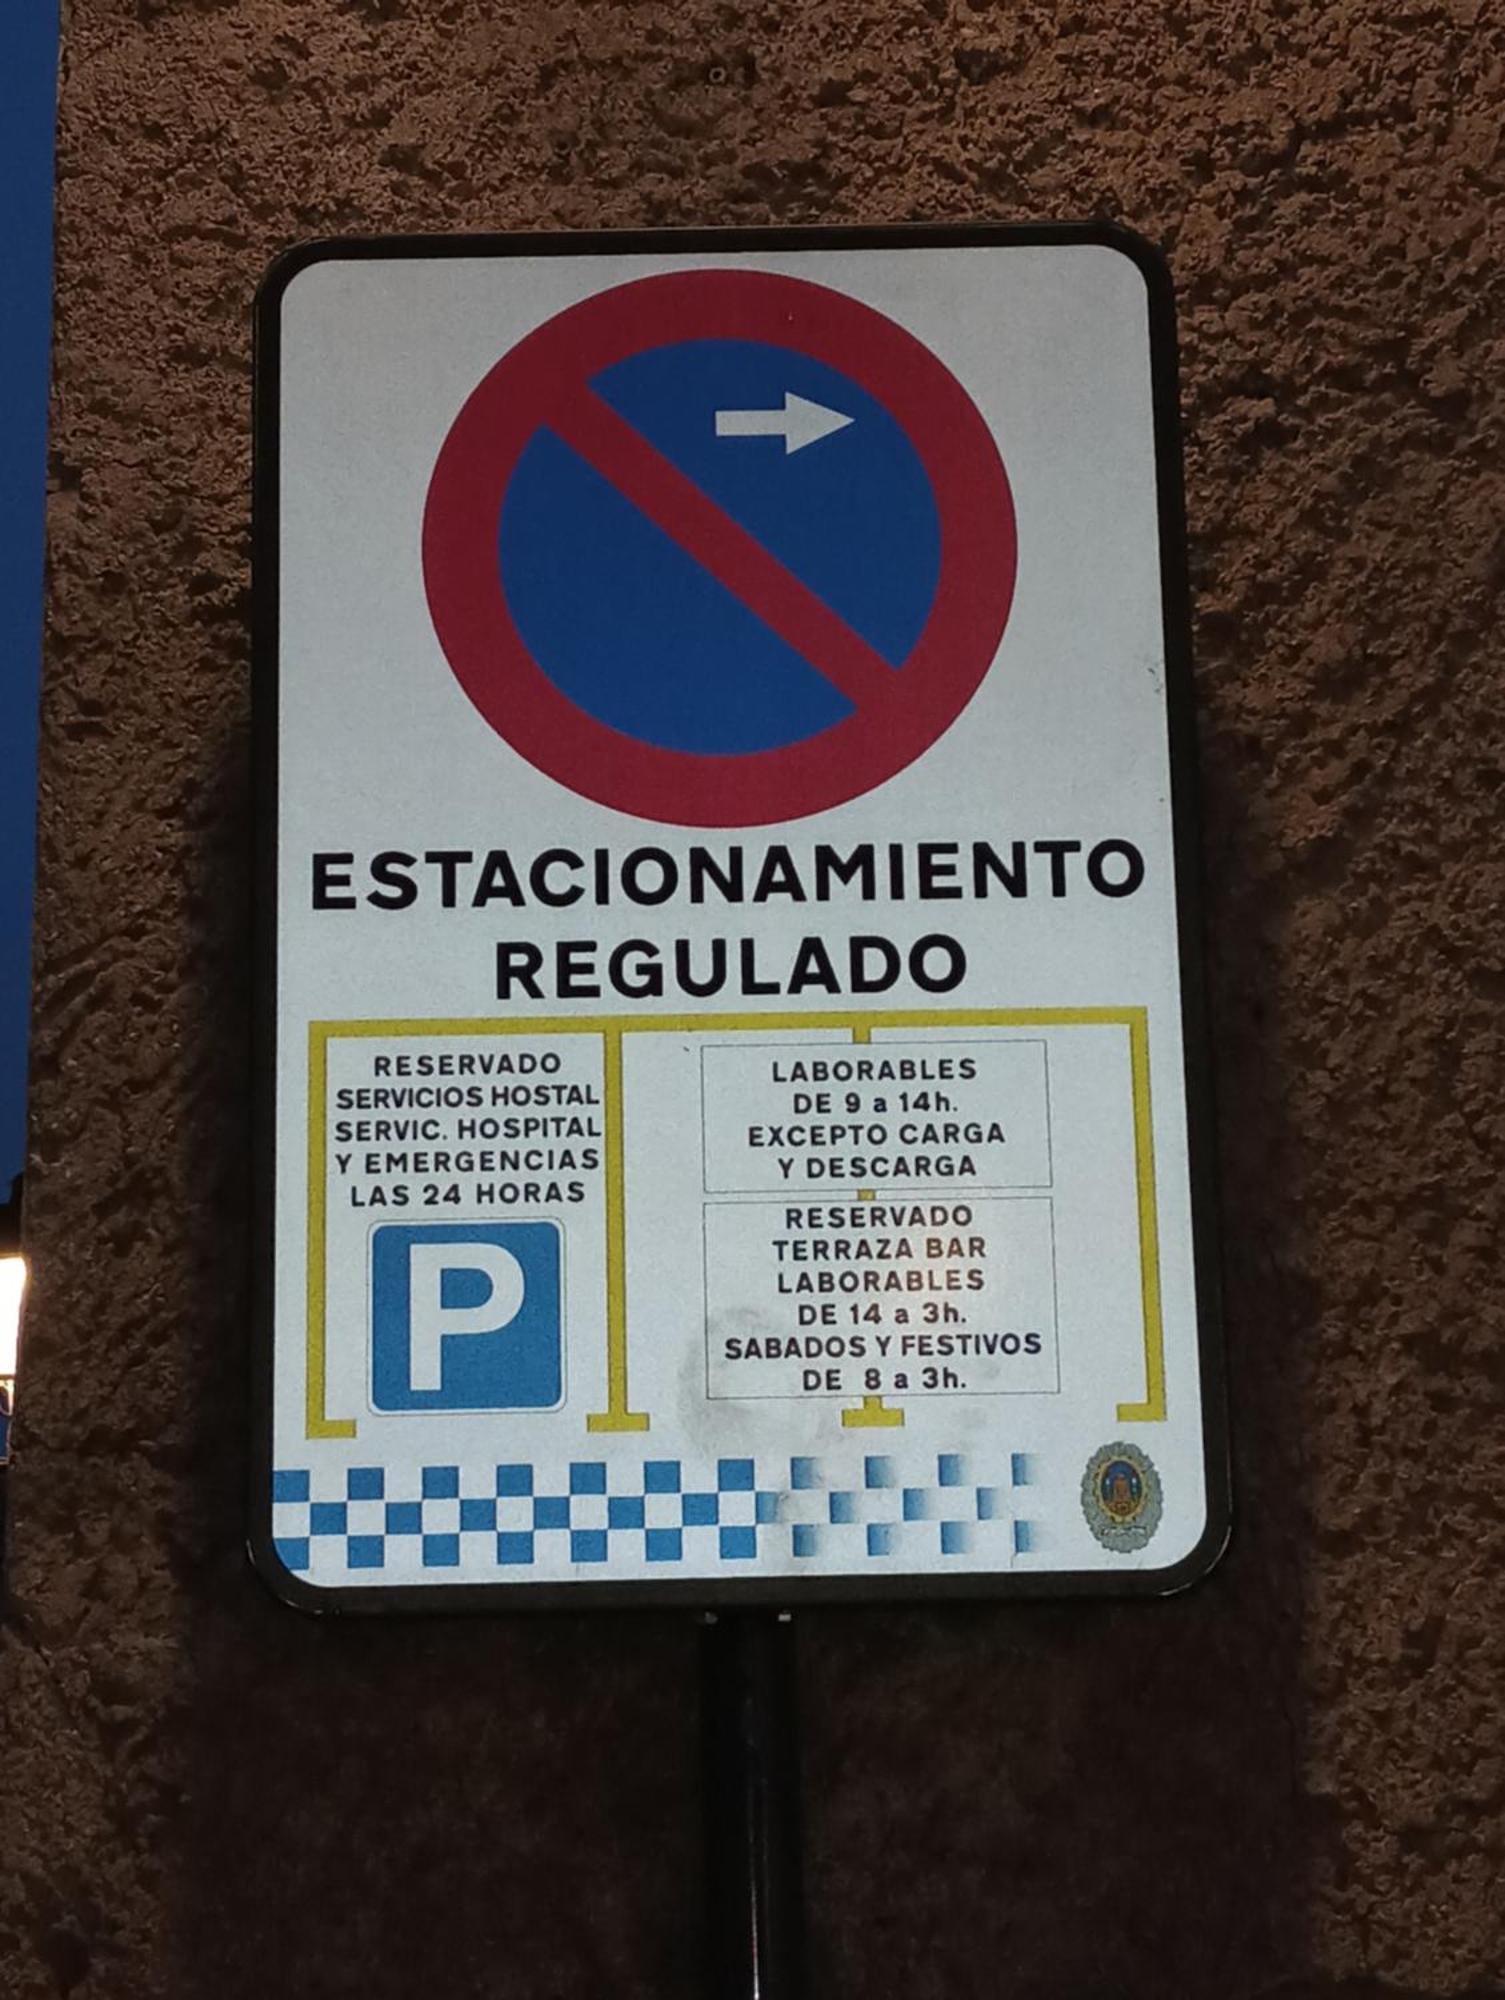 ESTACIONAMIENTO
REGULADO
RESERVADO
SERVICIOS HOSTAL
SERVIC. HOSPITAL
Y EMERGENCIAS
LAS 24 HORAS
P
LABORABLES
DE 9 a 14h.
EXCEPTO CARGA
Y DESCARGA
RESERVADO
TERRAZA BAR
LABORABLES
DE 14 a 3h.
SABADOS Y FESTIVOS
DE 8 a 3h.